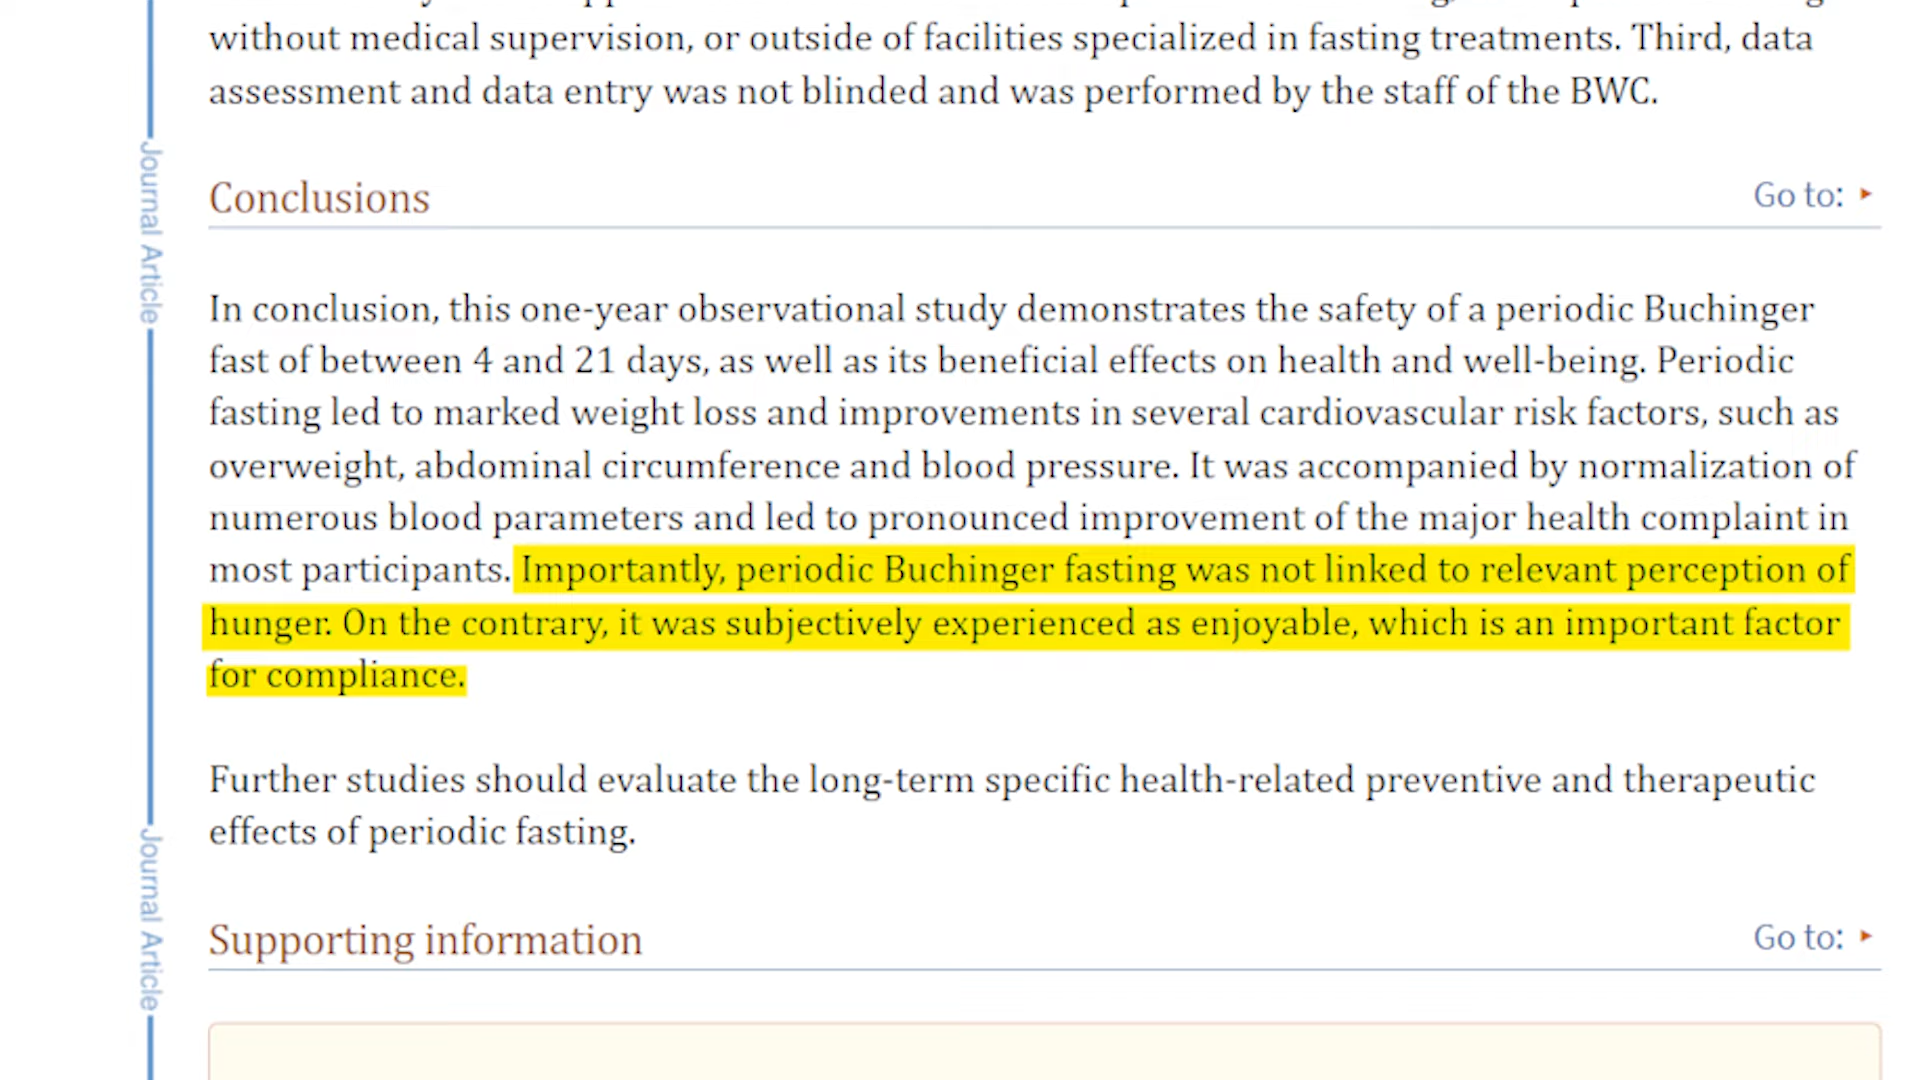 without medical supervision, or outside of facilities specialized in fasting treatments. Third, data
assessment and data entry was not blinded and was performed by the staff of the BWC.
Journal Article
Conclusions
Go to:
In conclusion, this one-year observational study demonstrates the safety of a periodic Buchinger
fast of between 4 and 21 days, as well as its beneficial effects on health and well-being. Periodic
fasting led to marked weight loss and improvements in several cardiovascular risk factors, such as
overweight, abdominal circumference and blood pressure. It was accompanied by normalization of
numerous blood parameters and led to pronounced improvement of the major health complaint in
most participants. Importantly, periodic Buchinger fasting was not linked to relevant perception of
hunger. On the contrary, it was subjectively experienced as enjoyable, which is an important factor
for compliance.
Further studies should evaluate the long-term specific health-related preventive and therapeutic
effects of periodic fasting.
Journal Article
Supporting information
Go to: